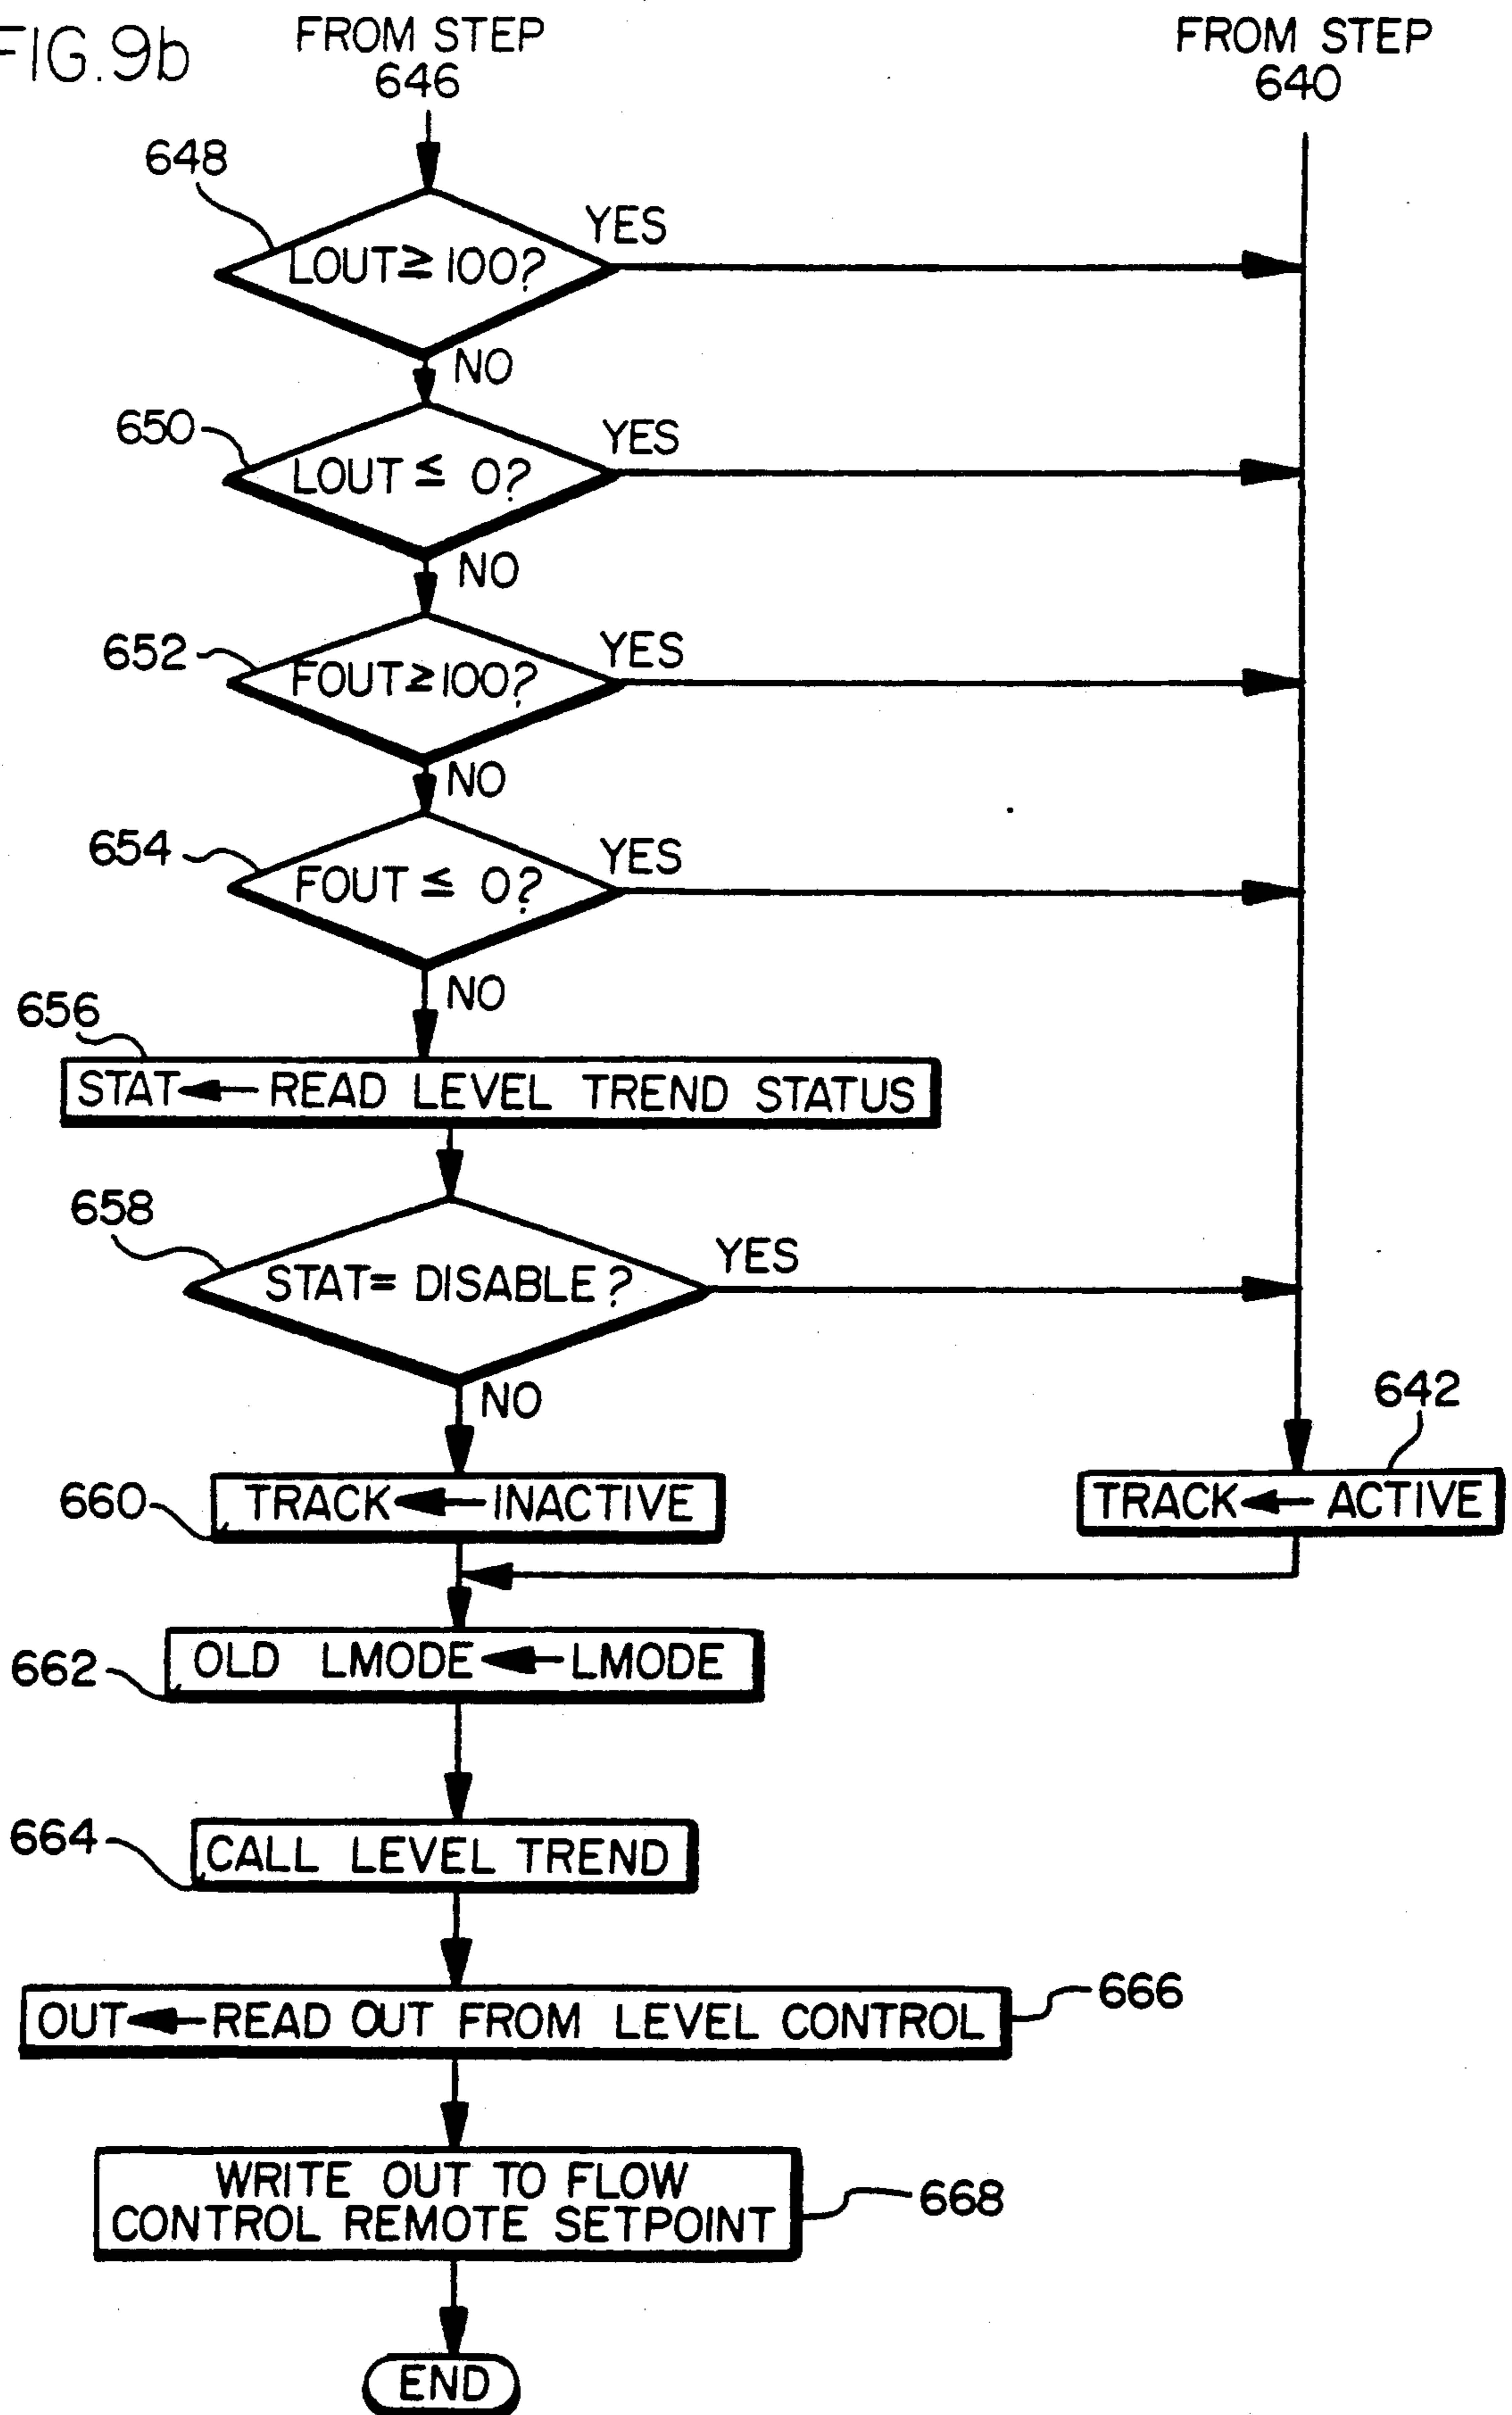 FIG. 9b
FROM STEP
646
FROM STEP
640
648
LOUT ≥ 100?
YES
NO
650
LOUT ≤ 0?
YES
NO
652
FOUT ≥ 100?
YES
NO
654
FOUT ≤ 0?
YES
NO
656
STAT ← READ LEVEL TREND STATUS
658
STAT = DISABLE?
YES
NO
642
660
TRACK ← INACTIVE
TRACK ← ACTIVE
662
OLD LMODE ← LMODE
664
CALL LEVEL TREND
OUT ← READ OUT FROM LEVEL CONTROL
666
WRITE OUT TO FLOW
CONTROL REMOTE SETPOINT
668
END